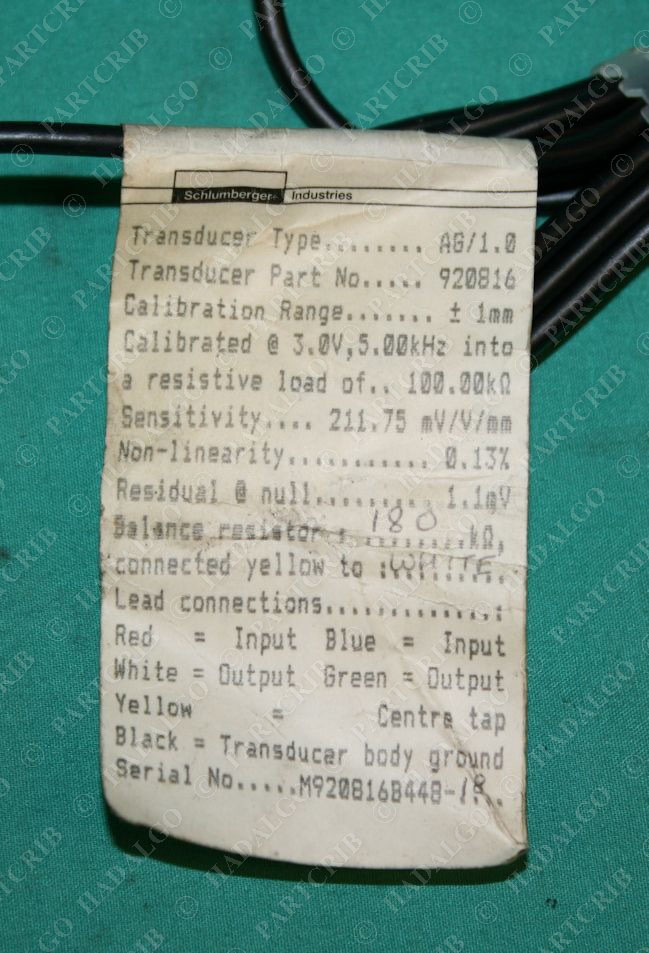 Schlumberger Industries
Transducer Type........ AG/1.0
Transducer Part No..... 920816
Calibration Range....... ± 1mm
Calibrated @ 3.0V,5.00kHz into
a resistive load of.. 100.00kΩ
Sensitivity.... 211.75 mV/V/mm
Non-linearity............ 0.13%
Residual @ null.......... 1.1mV
Balance resistor : 180 ........kΩ,
connected yellow to : WHITE
Lead connections..............:
Red = Input Blue = Input
White = Output Green = Output
Yellow = Centre tap
Black = Transducer body ground
Serial No.....M920816B448-18..
© PARTCRIB
© HADALGO